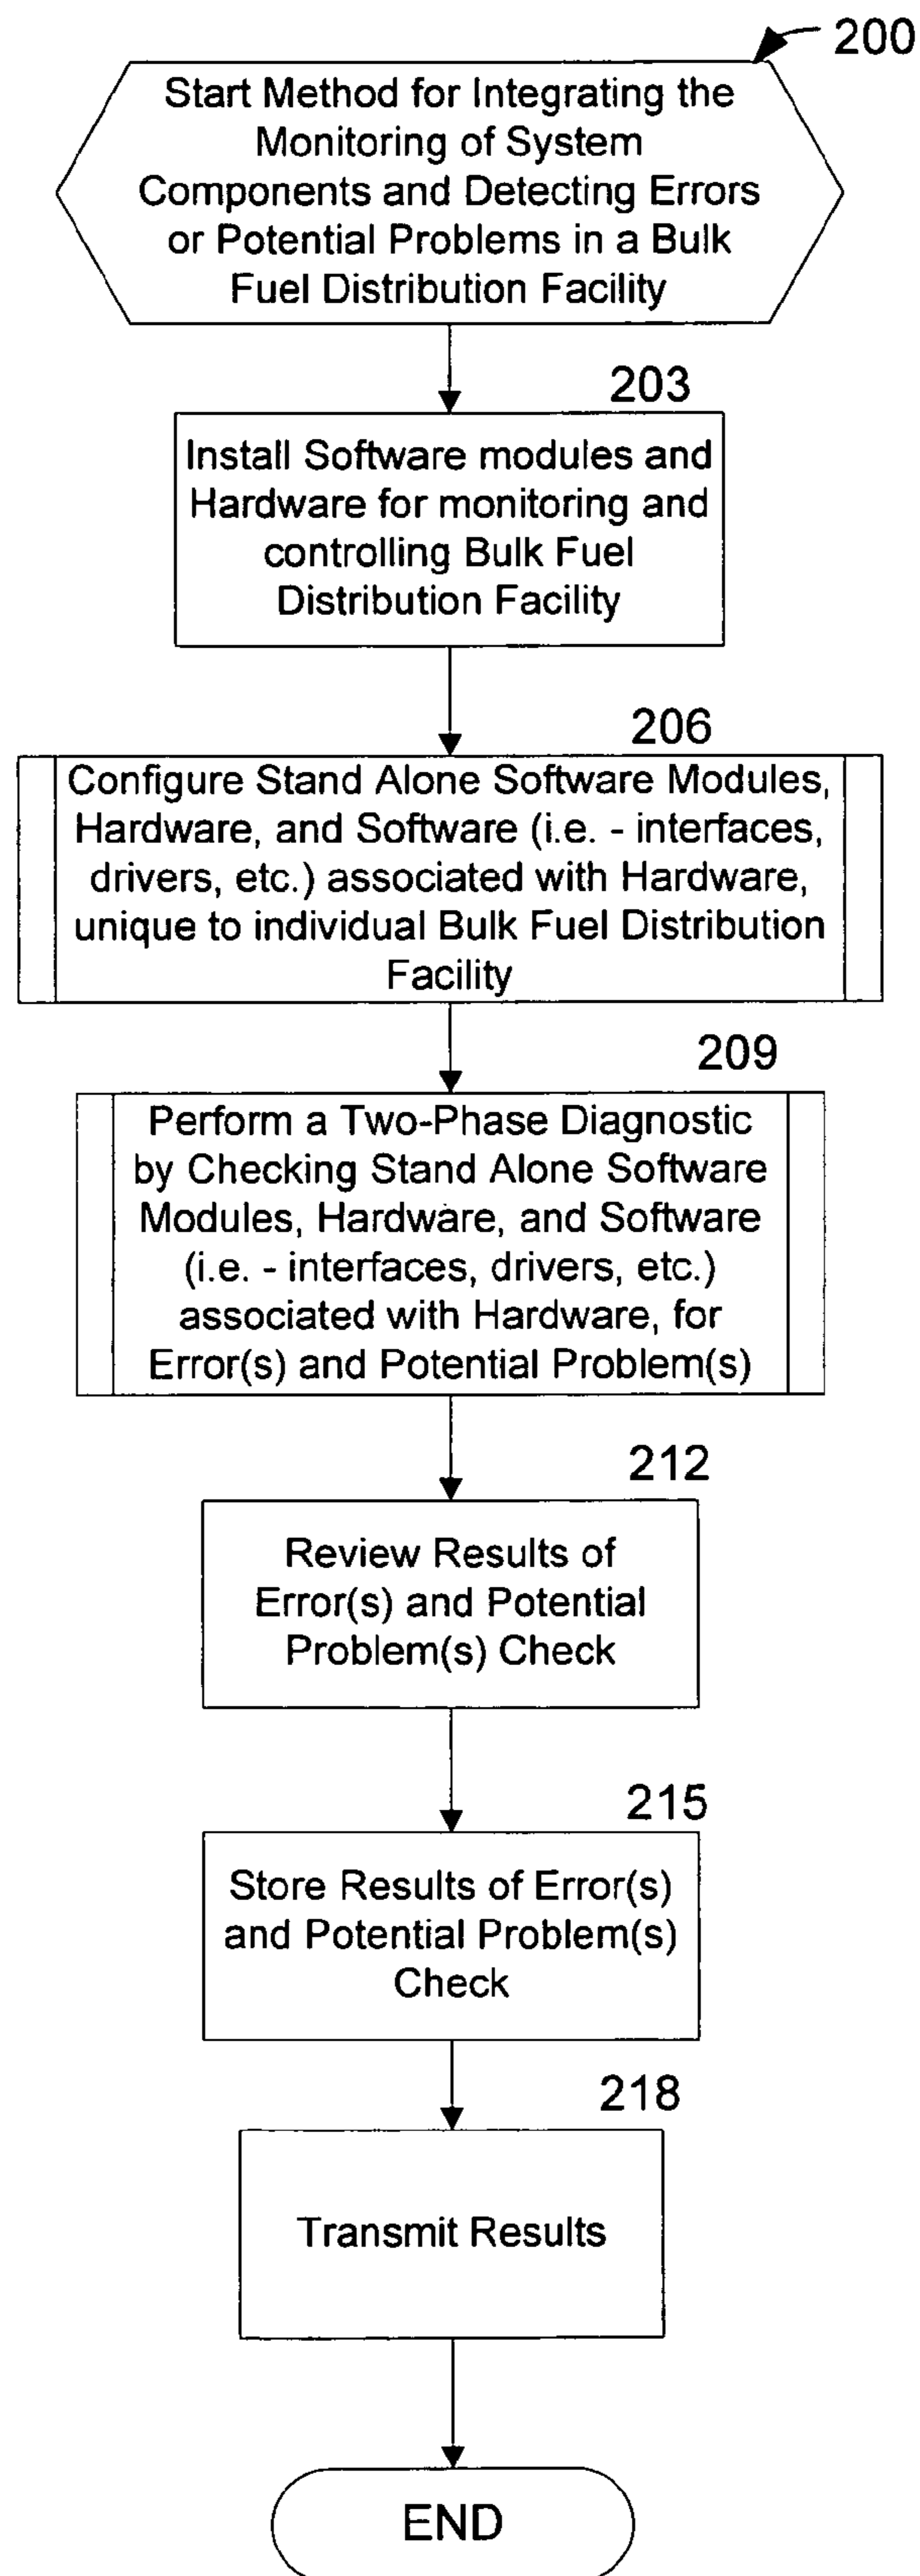 200
Start Method for Integrating the
Monitoring of System
Components and Detecting Errors
or Potential Problems in a Bulk
Fuel Distribution Facility
203
Install Software modules and
Hardware for monitoring and
controlling Bulk Fuel
Distribution Facility
206
Configure Stand Alone Software Modules,
Hardware, and Software (i.e. - interfaces,
drivers, etc.) associated with Hardware,
unique to individual Bulk Fuel Distribution
Facility
209
Perform a Two-Phase Diagnostic
by Checking Stand Alone Software
Modules, Hardware, and Software
(i.e. - interfaces, drivers, etc.)
associated with Hardware, for
Error(s) and Potential Problem(s)
212
Review Results of
Error(s) and Potential
Problem(s) Check
215
Store Results of Error(s)
and Potential Problem(s)
Check
218
Transmit Results
END